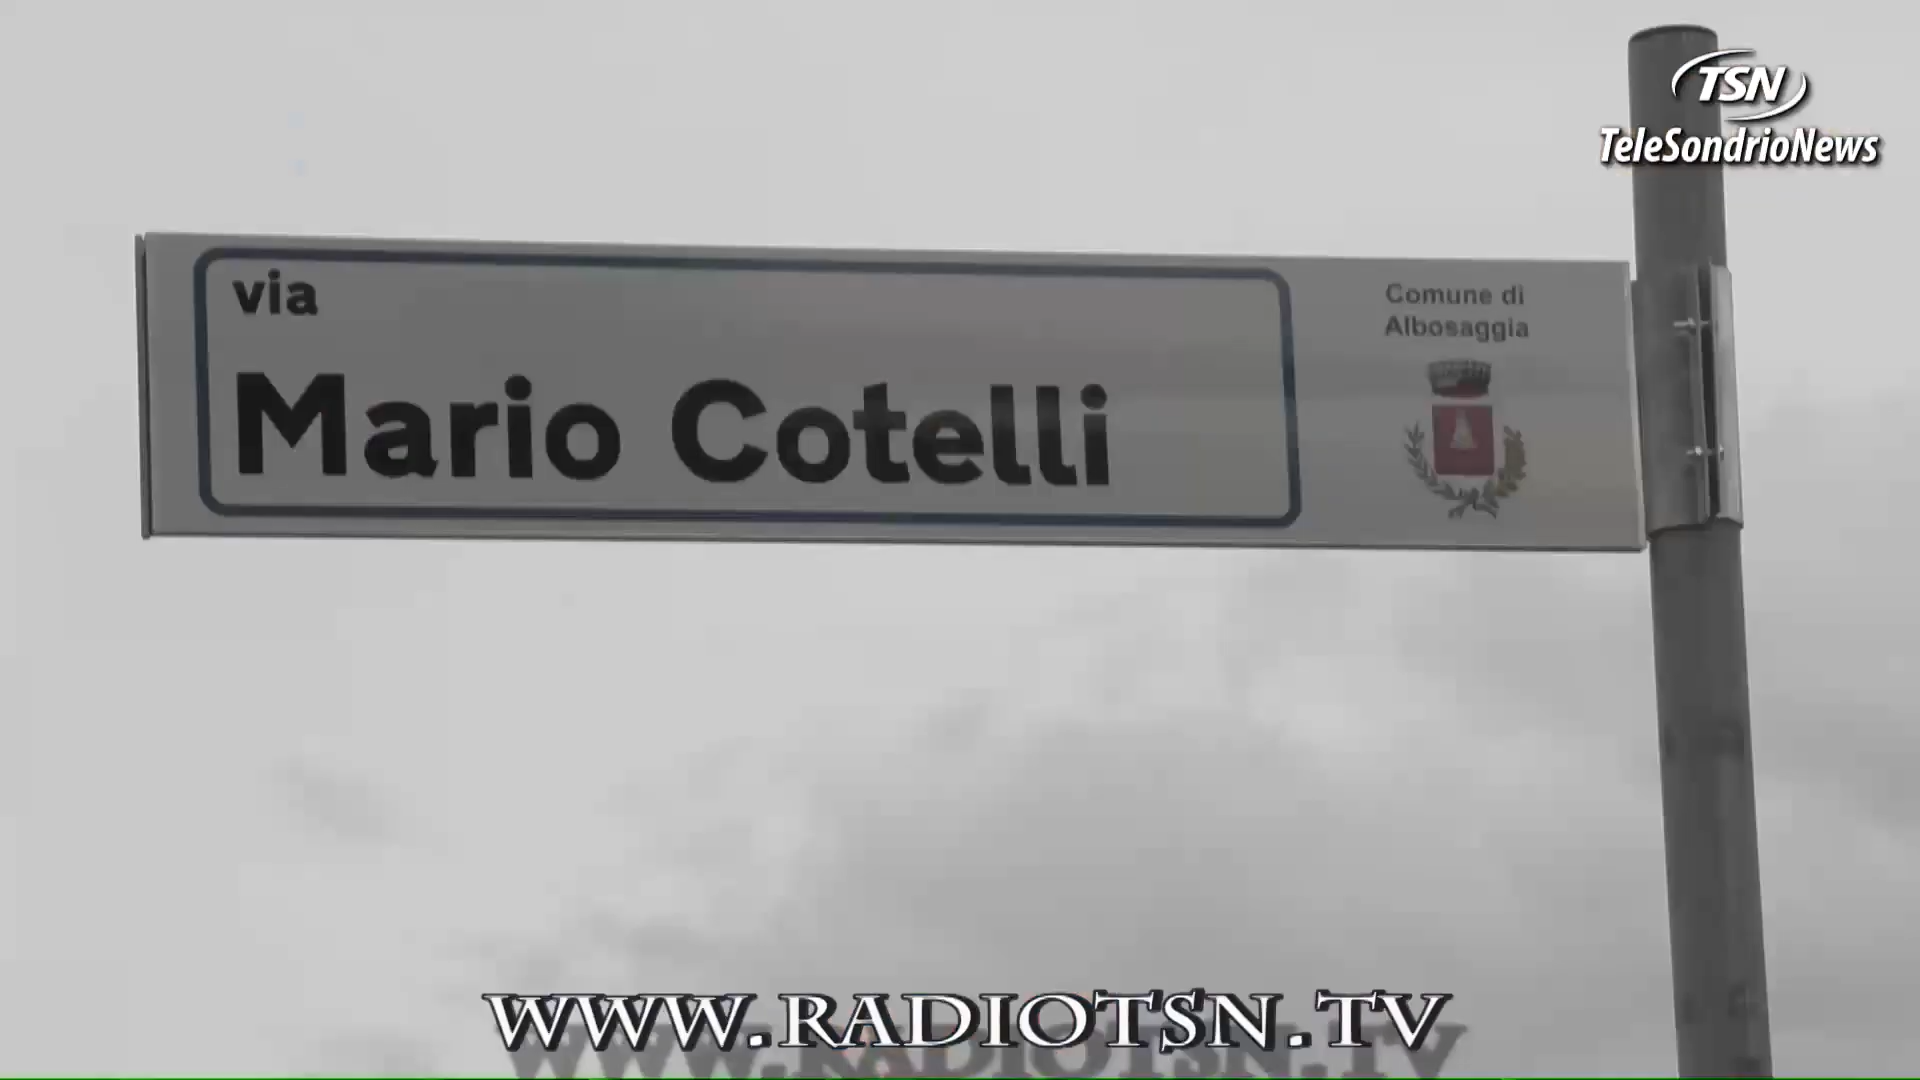 TSN
TeleSondrioNews
via
Mario Cotelli
Comune di
Albosaggia
WWW.RADIOTSN.TV